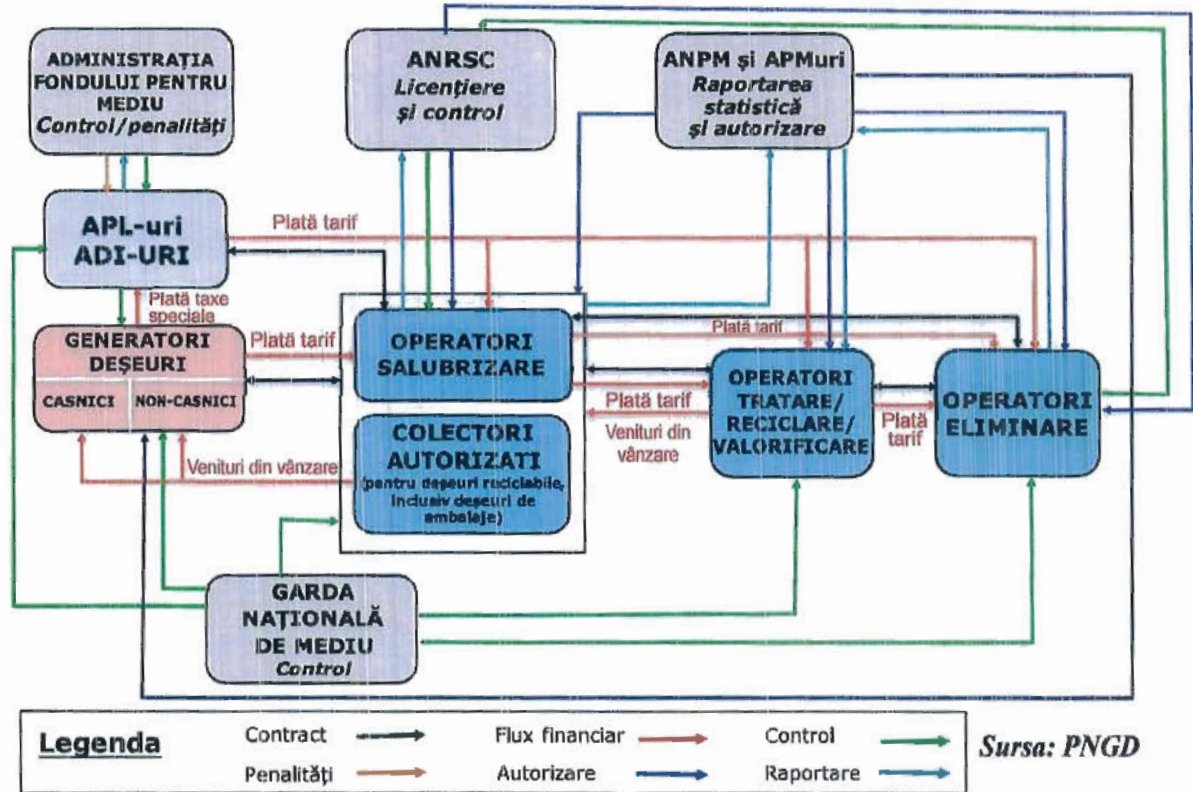 ADMINISTRAȚIA
FONDULUI PENTRU
MEDIU
Control/penalități
ANRSC
Licențiere
și control
ANPM și APMuri
Raportarea
statistică
și autorizare
APL-uri
ADI-URI
Plată tarif
Plată taxe
speciale
GENERATORI
DEȘEURI
CASNICI
NON-CASNICI
Plată tarif
OPERATORI
SALUBRIZARE
Plată tarif
COLECTORI
AUTORIZATI
(pentru deșeuri reciclabile,
inclusiv deșeuri de
ambalaje)
Venituri din vânzare
Plată tarif
Venituri din
vânzare
OPERATORI
TRATARE/
RECICLARE/
VALORIFICARE
Plată
tarif
OPERATORI
ELIMINARE
GARDA
NAȚIONALĂ
DE MEDIU
Control
Legenda
Contract
Flux financiar
Control
Penalități
Autorizare
Raportare
Sursa: PNGD